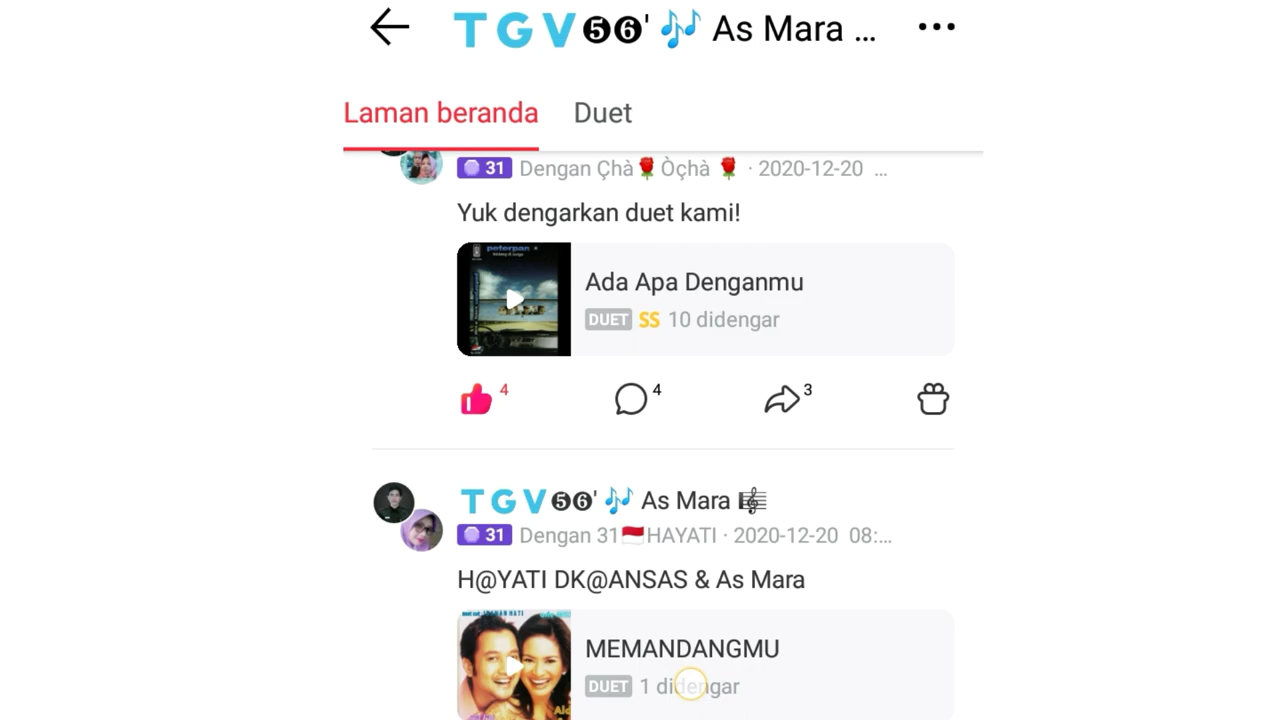 TGV❺❻' 🎶 As Mara ...
Laman beranda Duet
31 Dengan Çhà🌹Òçhà 🌹 · 2020-12-20 ...
Yuk dengarkan duet kami!
peterpan
Ada Apa Denganmu
DUET SS 10 didengar
4 4 3
TGV❺❻' 🎶 As Mara 🎼
31 Dengan 31🇮🇩HAYATI · 2020-12-20 08:...
H@YATI DK@ANSAS & As Mara
MEMANDANGMU
DUET 1 didengar